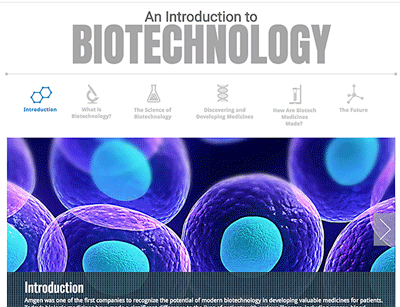 An Introduction to
BIOTECHNOLOGY
Introduction
What is Biotechnology?
The Science of Biotechnology
Discovering and Developing Medicines
How Are Biotech Medicines Made?
The Future
Introduction
Amgen was one of the first companies to recognize the potential of modern biotechnology in developing valuable medicines for patients.